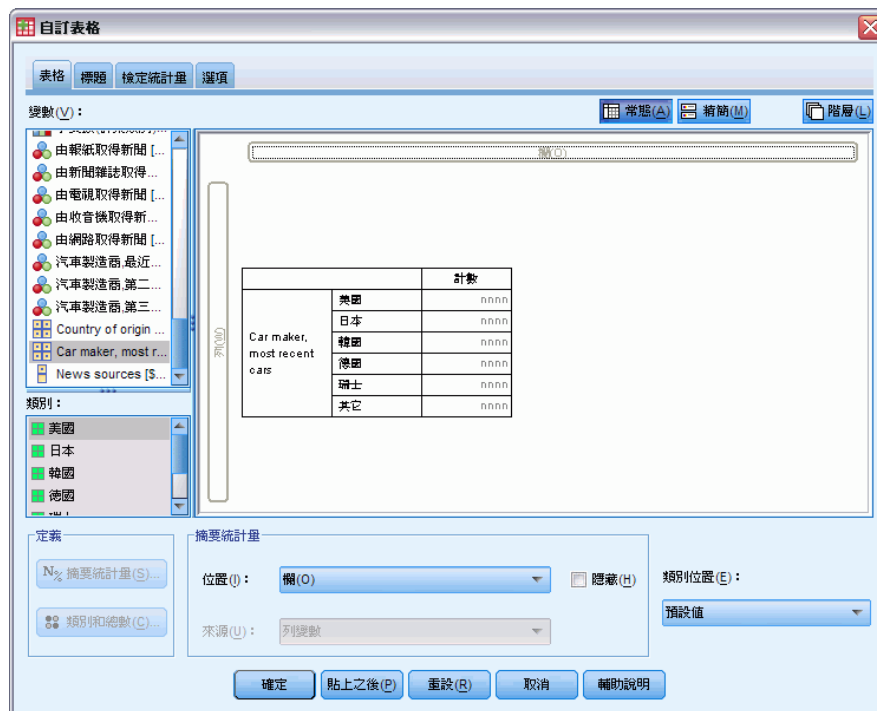 自訂表格
表格 標題 檢定統計量 選項
變數(V)：
常態(A) 精簡(M) 階層(L)
由報紙取得新聞 [...
由新聞雜誌取得...
由電視取得新聞 [...
由收音機取得新...
由網路取得新聞 [...
汽車製造商,最近...
汽車製造商,第二...
汽車製造商,第三...
Country of origin ...
Car maker, most r...
News sources [$...
欄(O)
列(W)
計數
Car maker, most recent cars
美國 nnnn
日本 nnnn
韓國 nnnn
德國 nnnn
瑞士 nnnn
其它 nnnn
類別：
美國
日本
韓國
德國
定義
N% 摘要統計量(S)...
類別和總數(C)...
摘要統計量
位置(I)： 欄(O) 隱藏(H)
來源(U)： 列變數
類別位置(E)：
預設值
確定 貼上之後(P) 重設(R) 取消 輔助說明